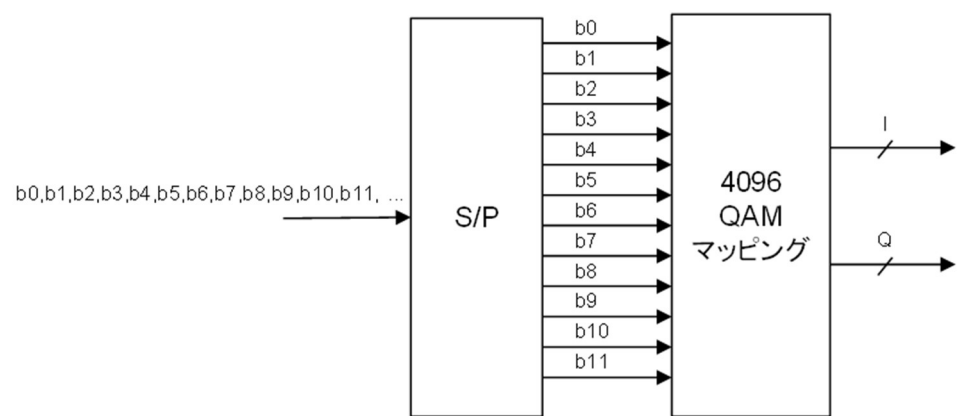 b0,b1,b2,b3,b4,b5,b6,b7,b8,b9,b10,b11, ...
S/P
b0
b1
b2
b3
b4
b5
b6
b7
b8
b9
b10
b11
4096
QAM
マッピング
I
Q